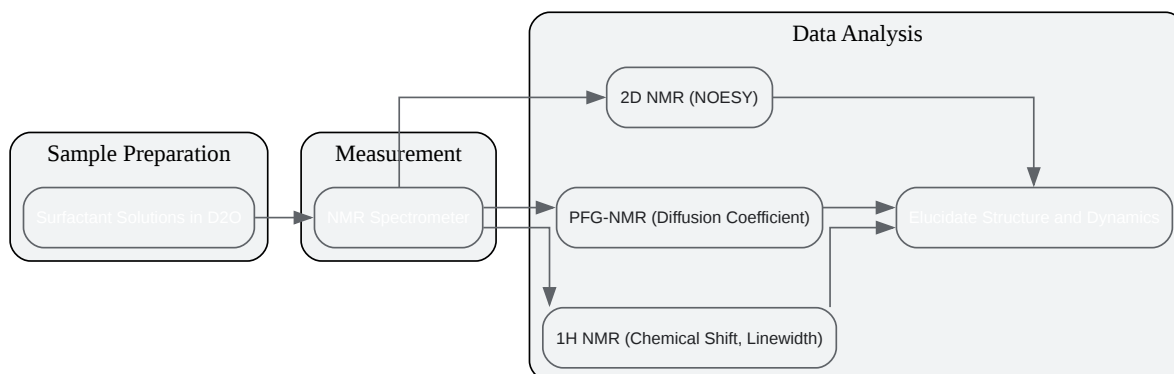 Data Analysis
2D NMR (NOESY)
Sample Preparation
Measurement
Surfactant Solutions in D2O
NMR Spectrometer
PFG-NMR (Diffusion Coefficient)
Elucidate Structure and Dynamics
1H NMR (Chemical Shift, Linewidth)